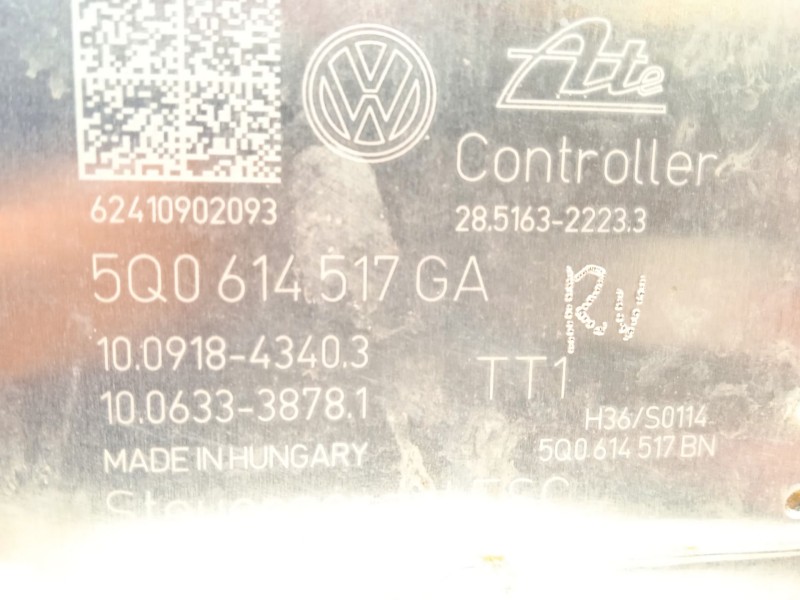 Ate
Controller
62410902093
28.5163-2223.3
5Q0 614 517 GA
10.0918-4340.3
TT1
10.0633-3878.1
H36/S0114
5Q0 614 517 BN
MADE IN HUNGARY